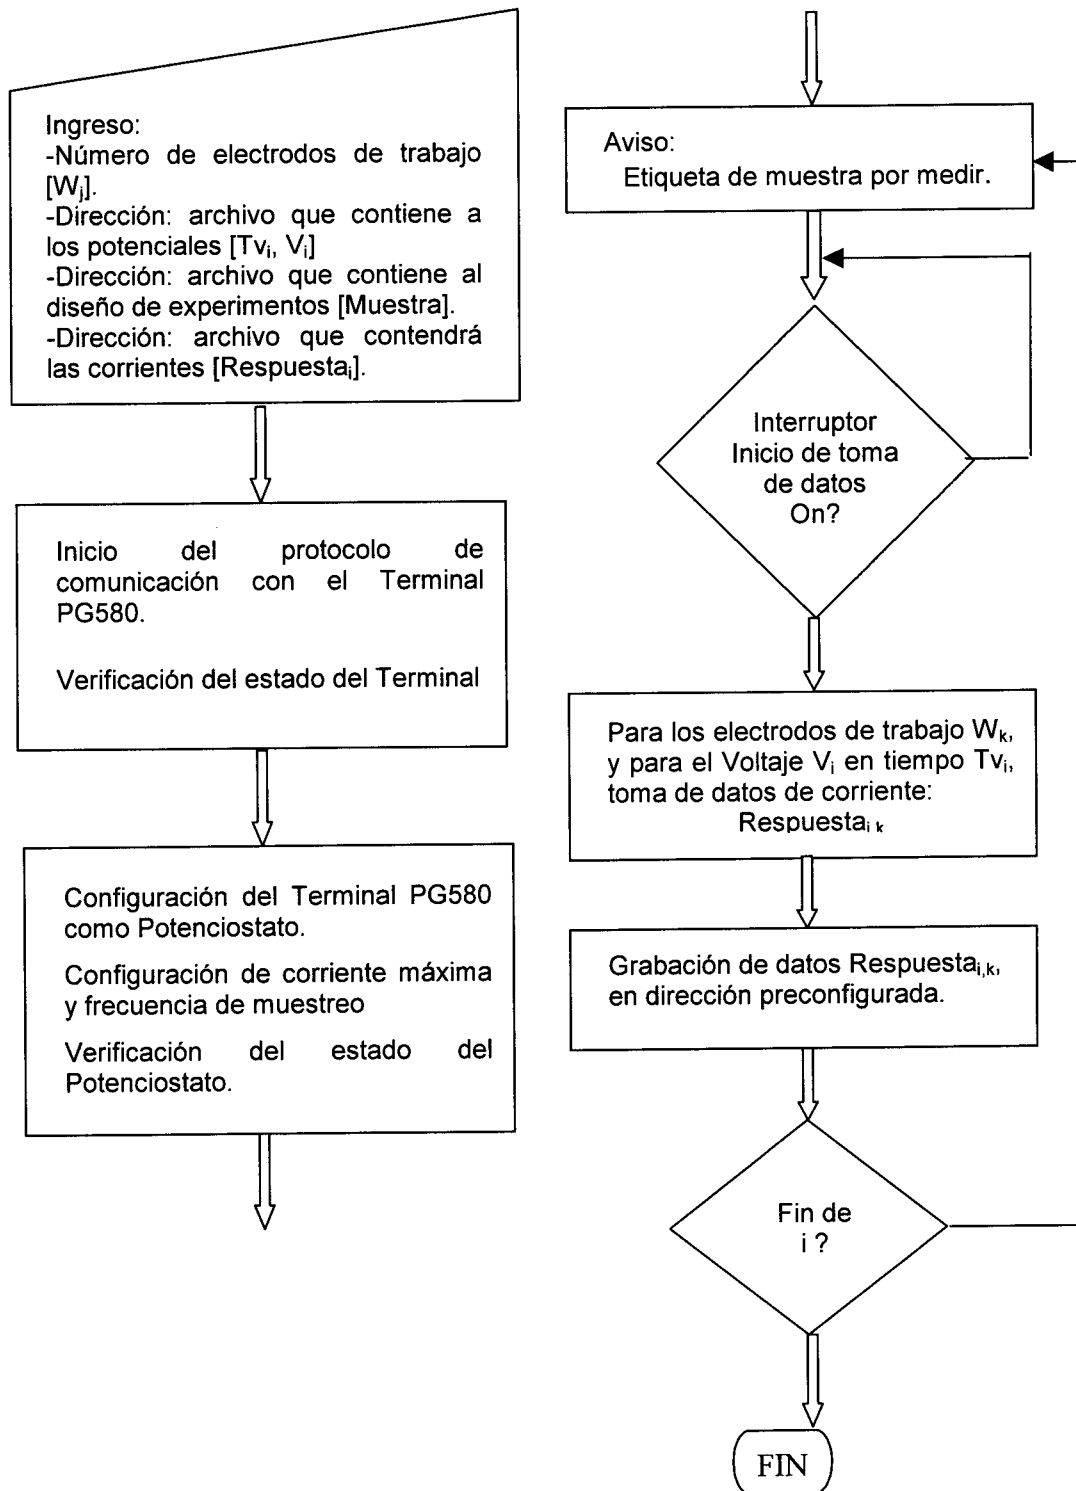 Ingreso:
-Número de electrodos de trabajo
[Wj].
-Dirección: archivo que contiene a
los potenciales [Tvi, Vi]
-Dirección: archivo que contiene al
diseño de experimentos [Muestra].
-Dirección: archivo que contendrá
las corrientes [Respuestai].
Inicio del protocolo de
comunicación con el Terminal
PG580.
Verificación del estado del Terminal
Configuración del Terminal PG580
como Potenciostato.
Configuración de corriente máxima
y frecuencia de muestreo
Verificación del estado del
Potenciostato.
Aviso:
Etiqueta de muestra por medir.
Interruptor
Inicio de toma
de datos
On?
Para los electrodos de trabajo Wk,
y para el Voltaje Vi en tiempo Tvi,
toma de datos de corriente:
Respuestai,k
Grabación de datos Respuestai,k,
en dirección preconfigurada.
Fin de
i ?
FIN